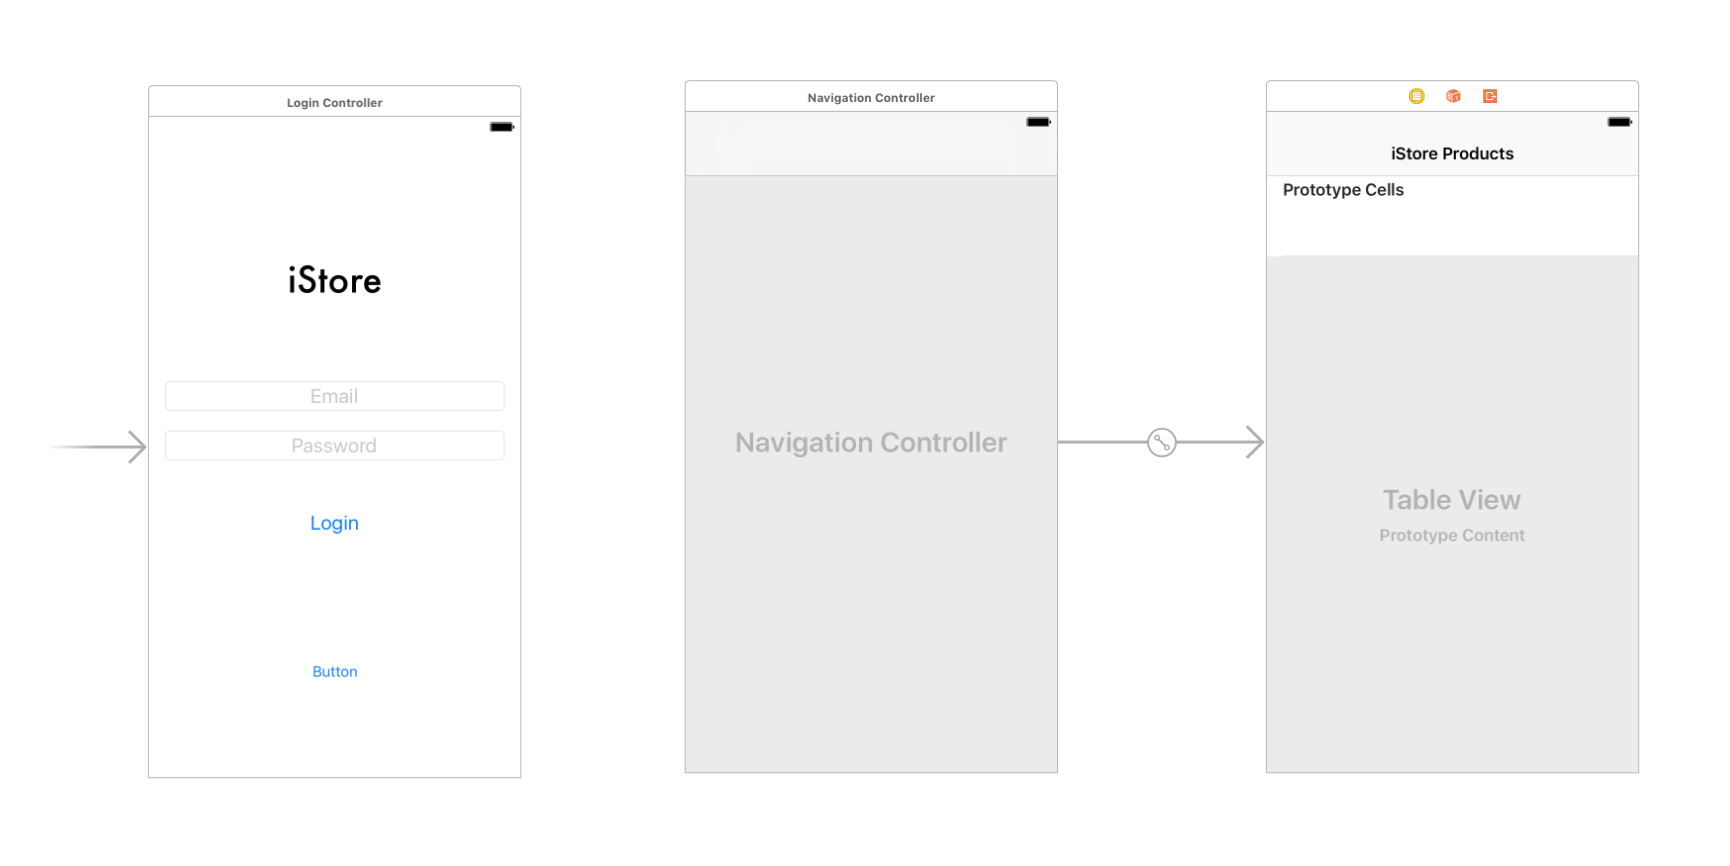 Login Controller
iStore
Email
Password
Login
Button
Navigation Controller
Navigation Controller
iStore Products
Prototype Cells
Table View
Prototype Content